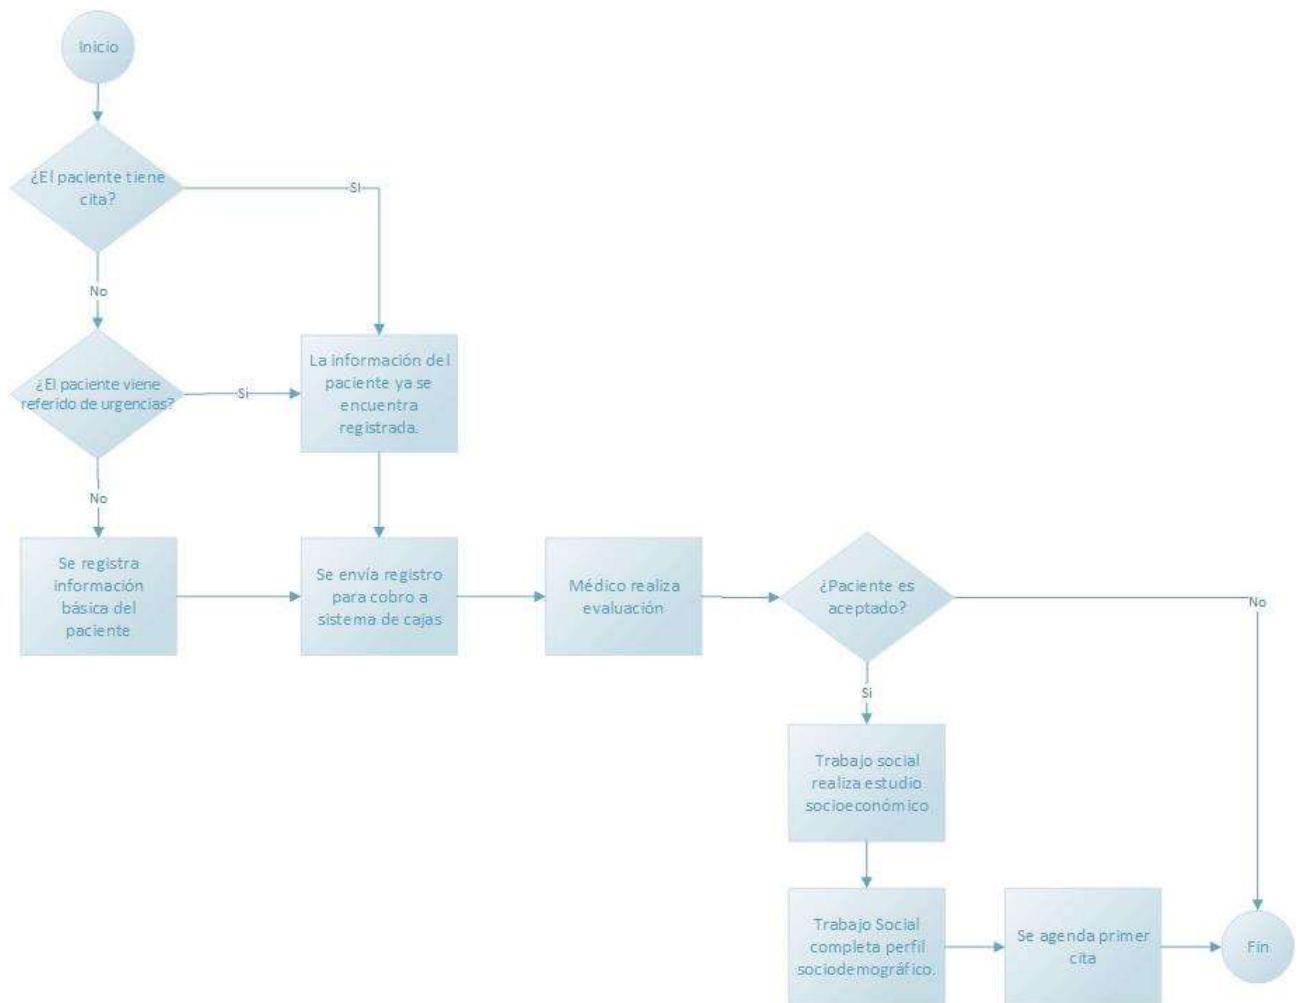 Inicio
¿El paciente tiene
cita?
SI
No
¿El paciente viene
referido de urgencias?
Si
La información del
paciente ya se
encuentra
registrada.
No
Se registra
información
básica del
paciente
Se envía registro
para cobro a
sistema de cajas
Médico realiza
evaluación
¿Paciente es
aceptado?
No
Si
Trabajo social
realiza estudio
socioeconómico
Trabajo Social
completa perfil
sociodemográfico.
Se agenda primer
cita
Fin